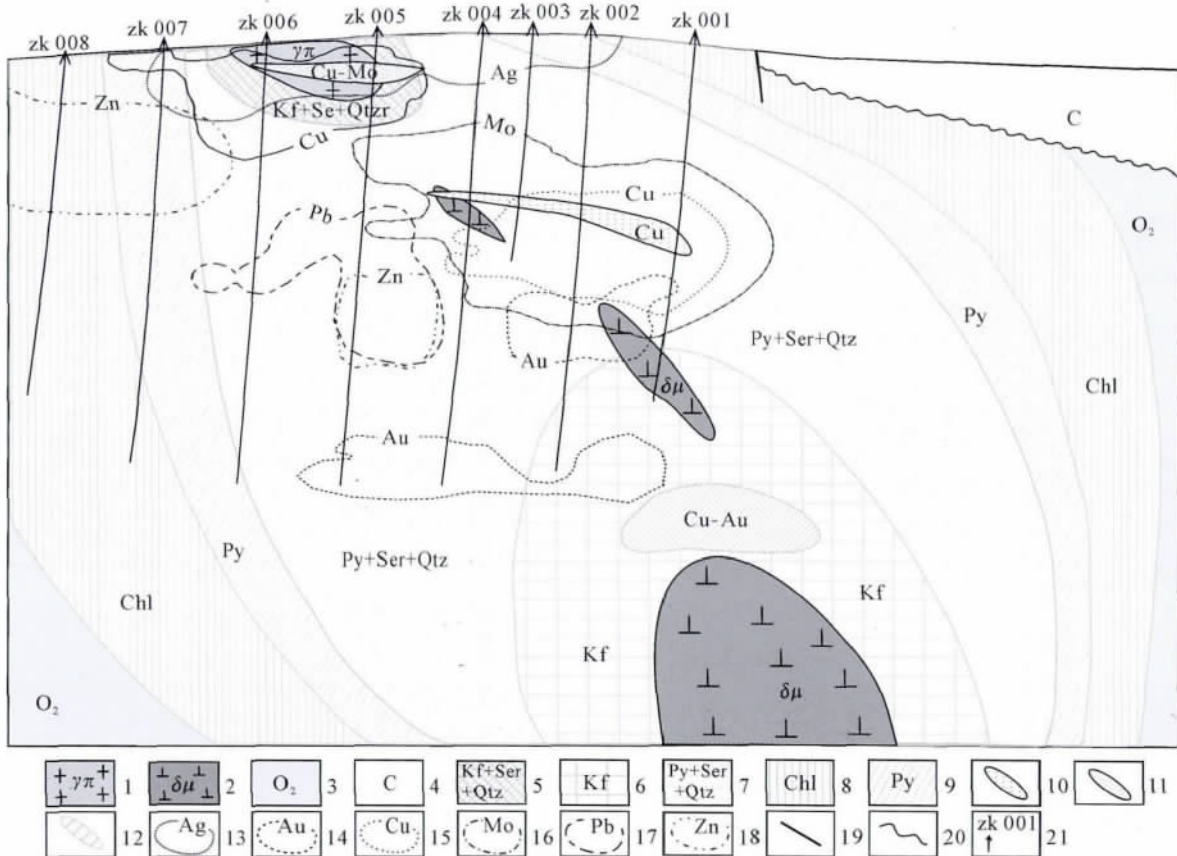 zk 008
zk 007
zk 006
zk 005
zk 004
zk 003
zk 002
zk 001
γπ
Cu-Mo
Ag
Zn
Kf+Se+Qtzr
Cu
Mo
C
Cu
Cu
Pb
O₂
Zn
Py
Au
Py+Ser+Qtz
δμ
Chl
Au
Cu-Au
Py
Py+Ser+Qtz
Chl
Kf
Kf
δμ
O₂
γπ 1
δμ 2
O₂ 3
C 4
Kf+Ser
+Qtz 5
Kf 6
Py+Ser
+Qtz 7
Chl 8
Py 9
10
11
12
Ag 13
Au 14
Cu 15
Mo 16
Pb 17
Zn 18
19
20
zk 001 21